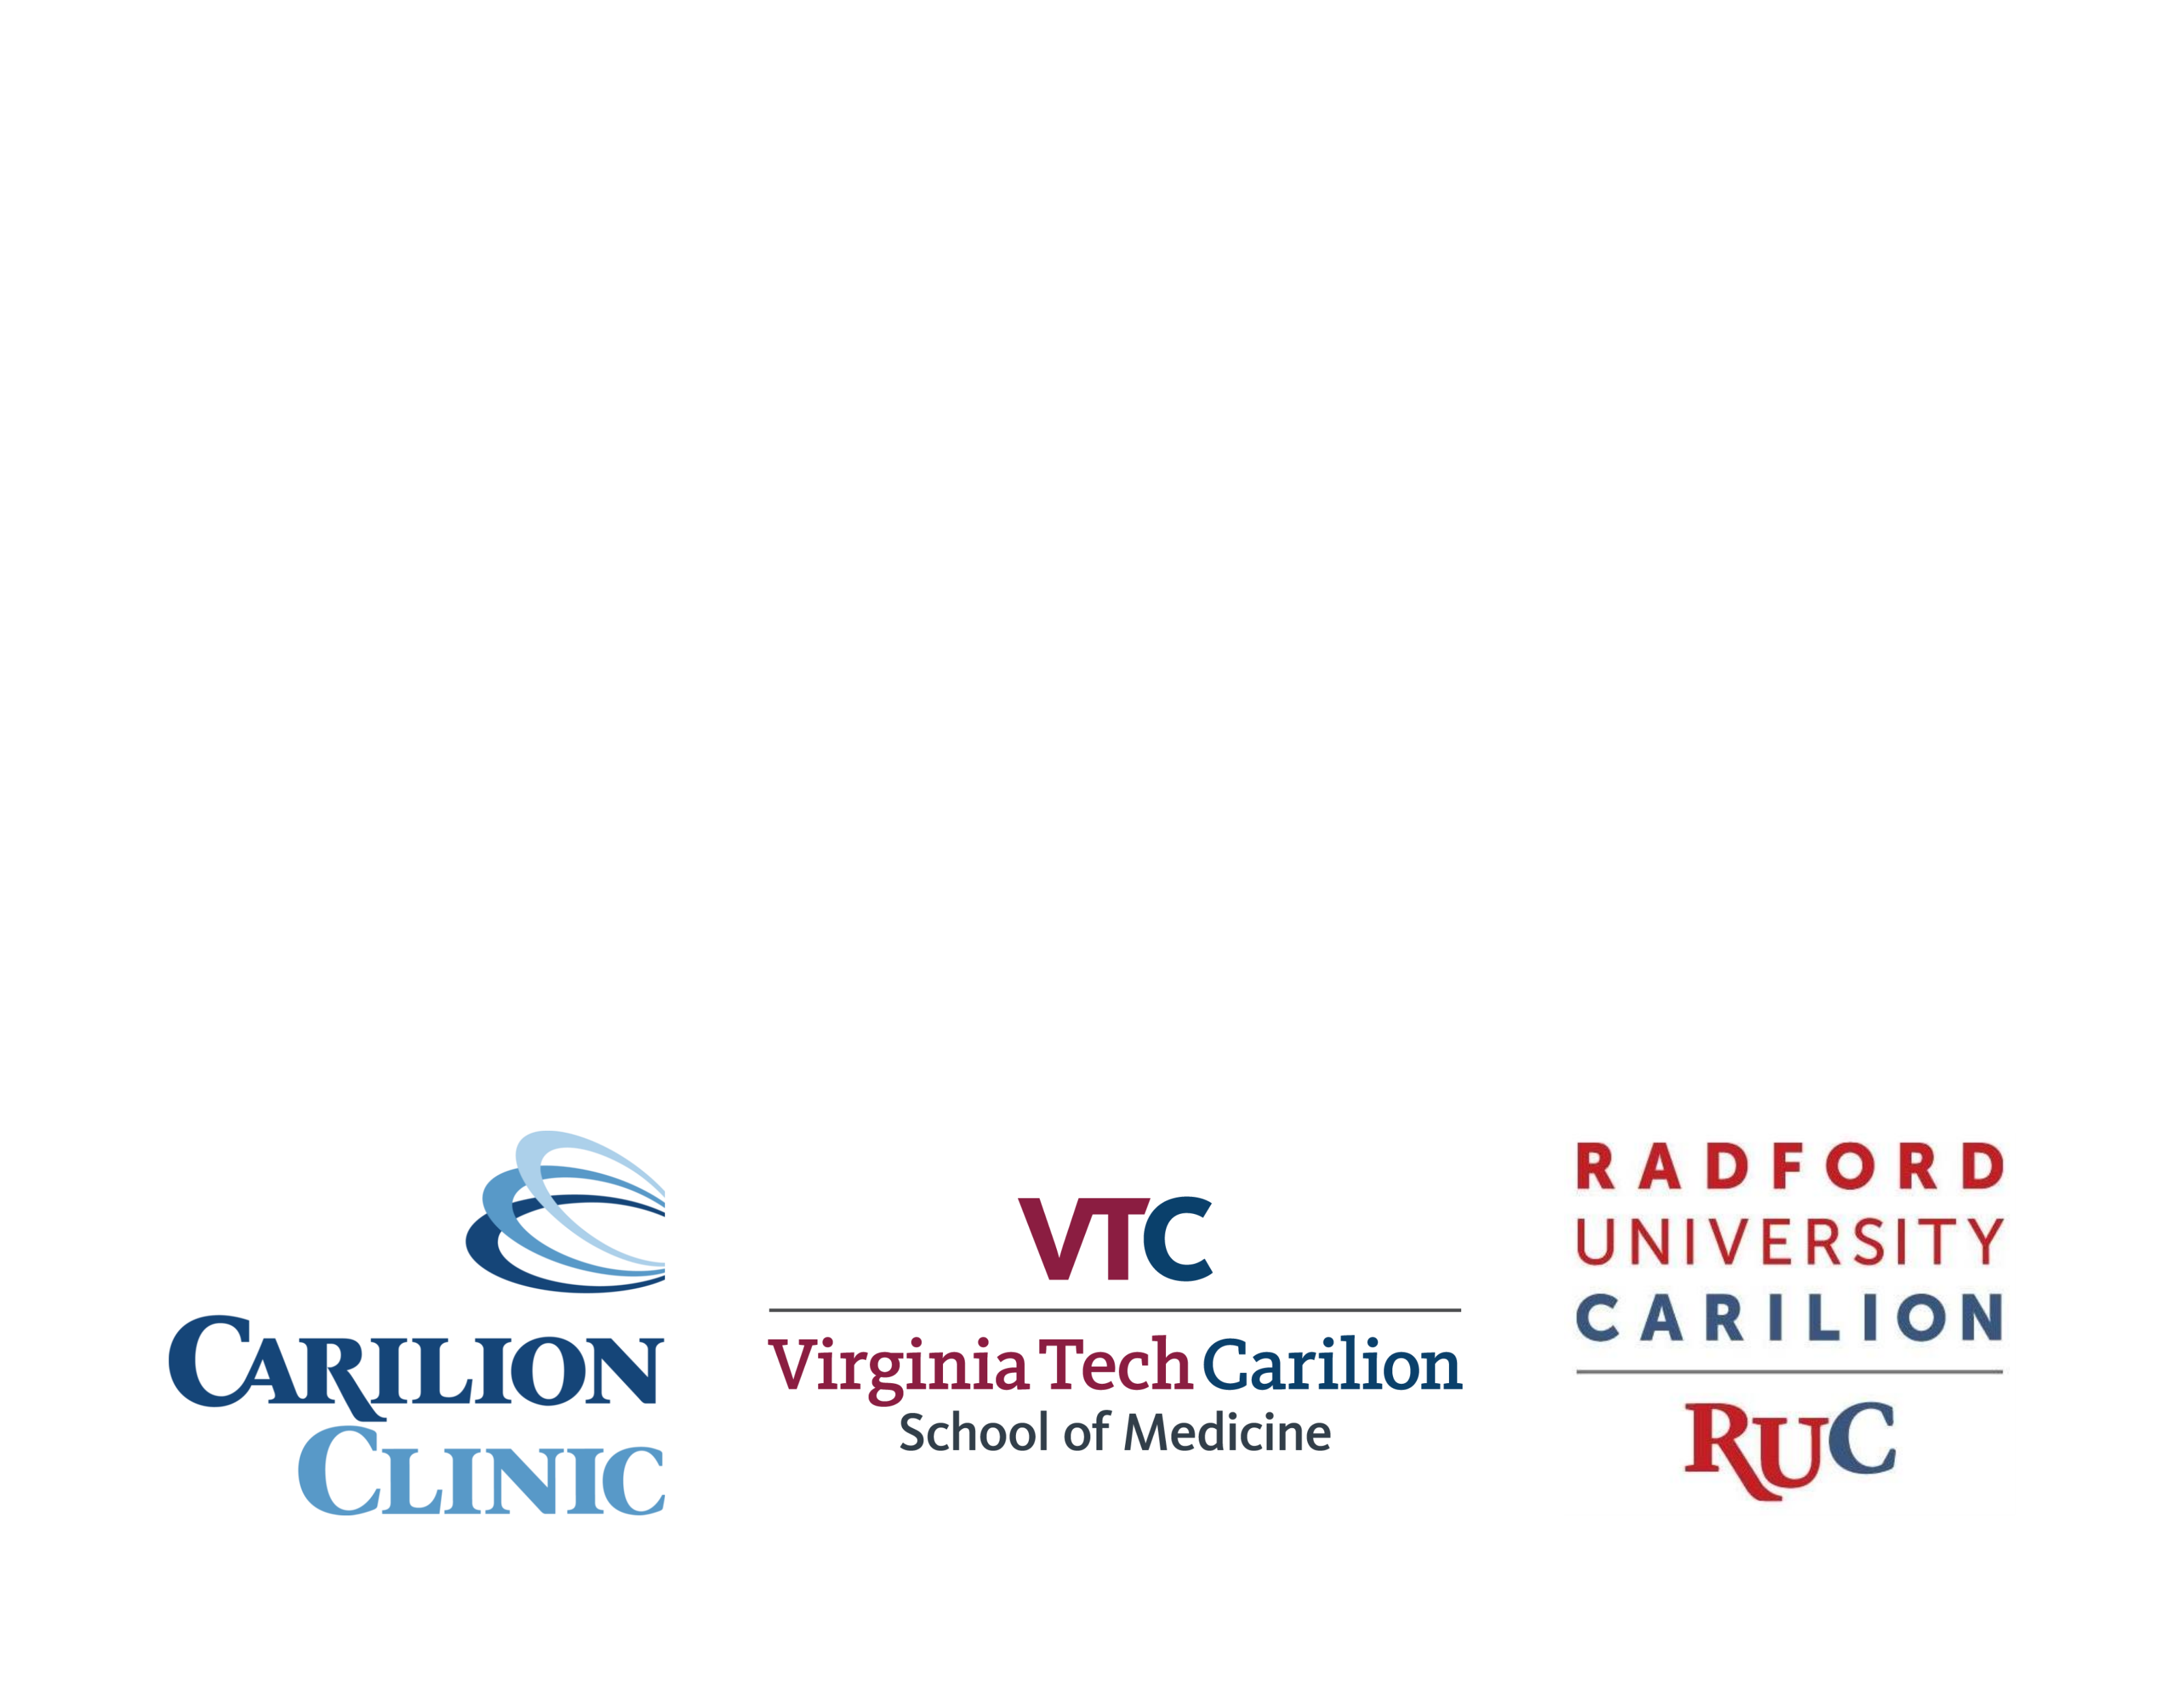 CARILION
CLINIC
VTC
Virginia Tech Carilion
School of Medicine
RADFORD
UNIVERSITY
CARILION
RUC